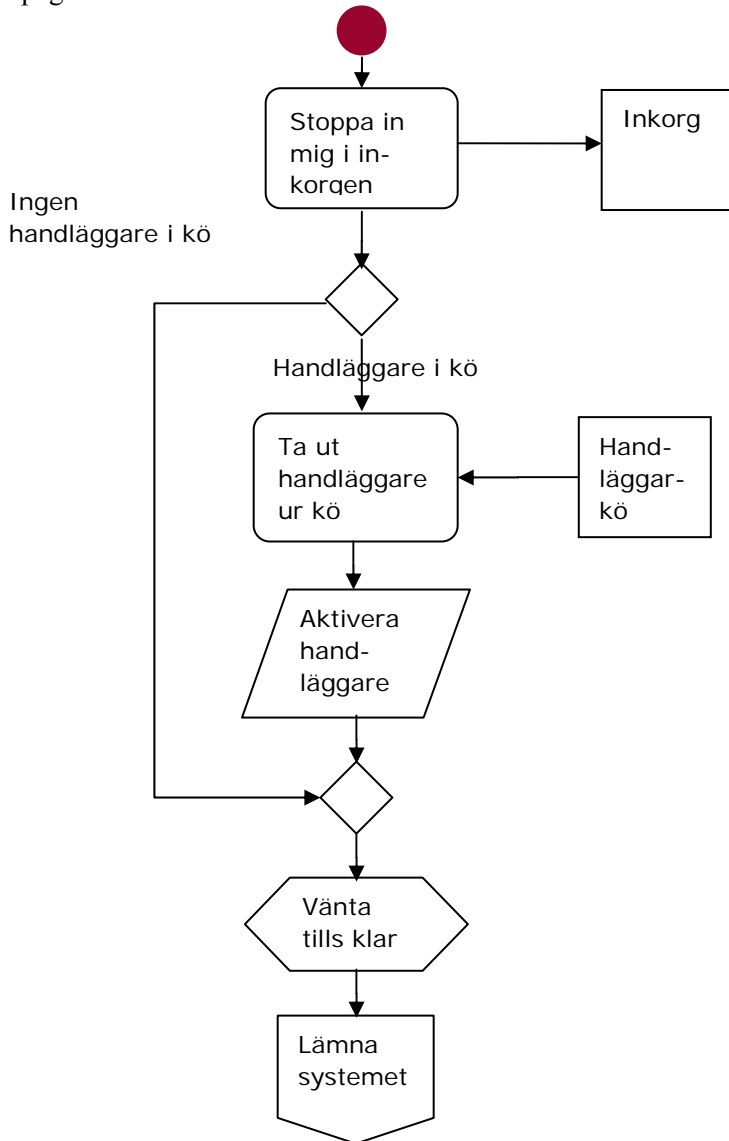 Stoppa in
mig i in-
korgen
Inkorg
Ingen
handläggare i kö
Handläggare i kö
Ta ut
handläggare
ur kö
Hand-
läggar-
kö
Aktivera
hand-
läggare
Vänta
tills klar
Lämna
systemet